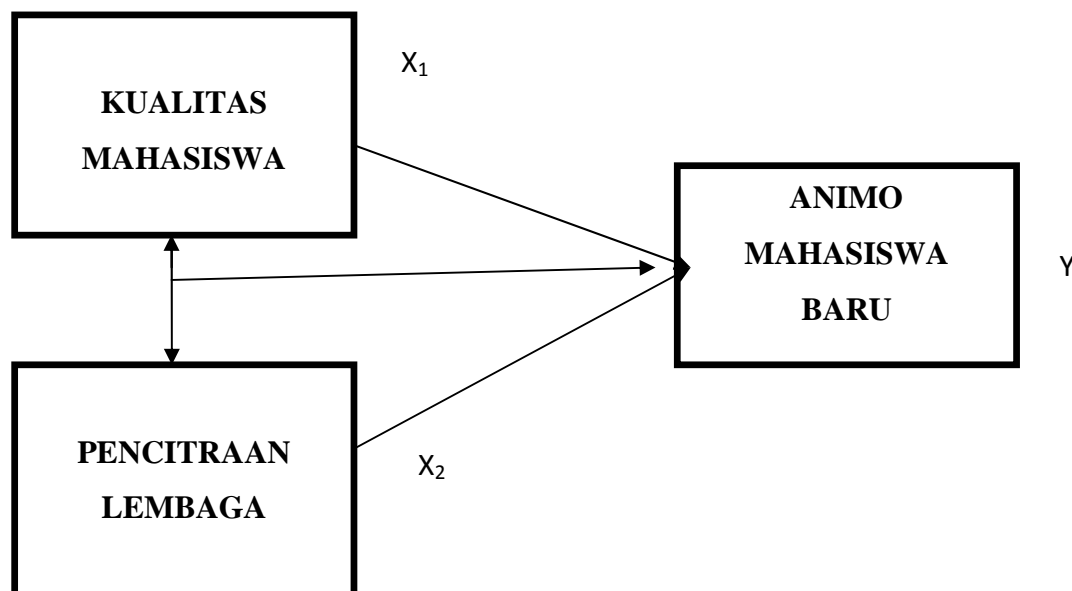 KUALITAS
MAHASISWA
X₁
ANIMO
MAHASISWA
BARU
Y
PENCITRAAN
LEMBAGA
X₂